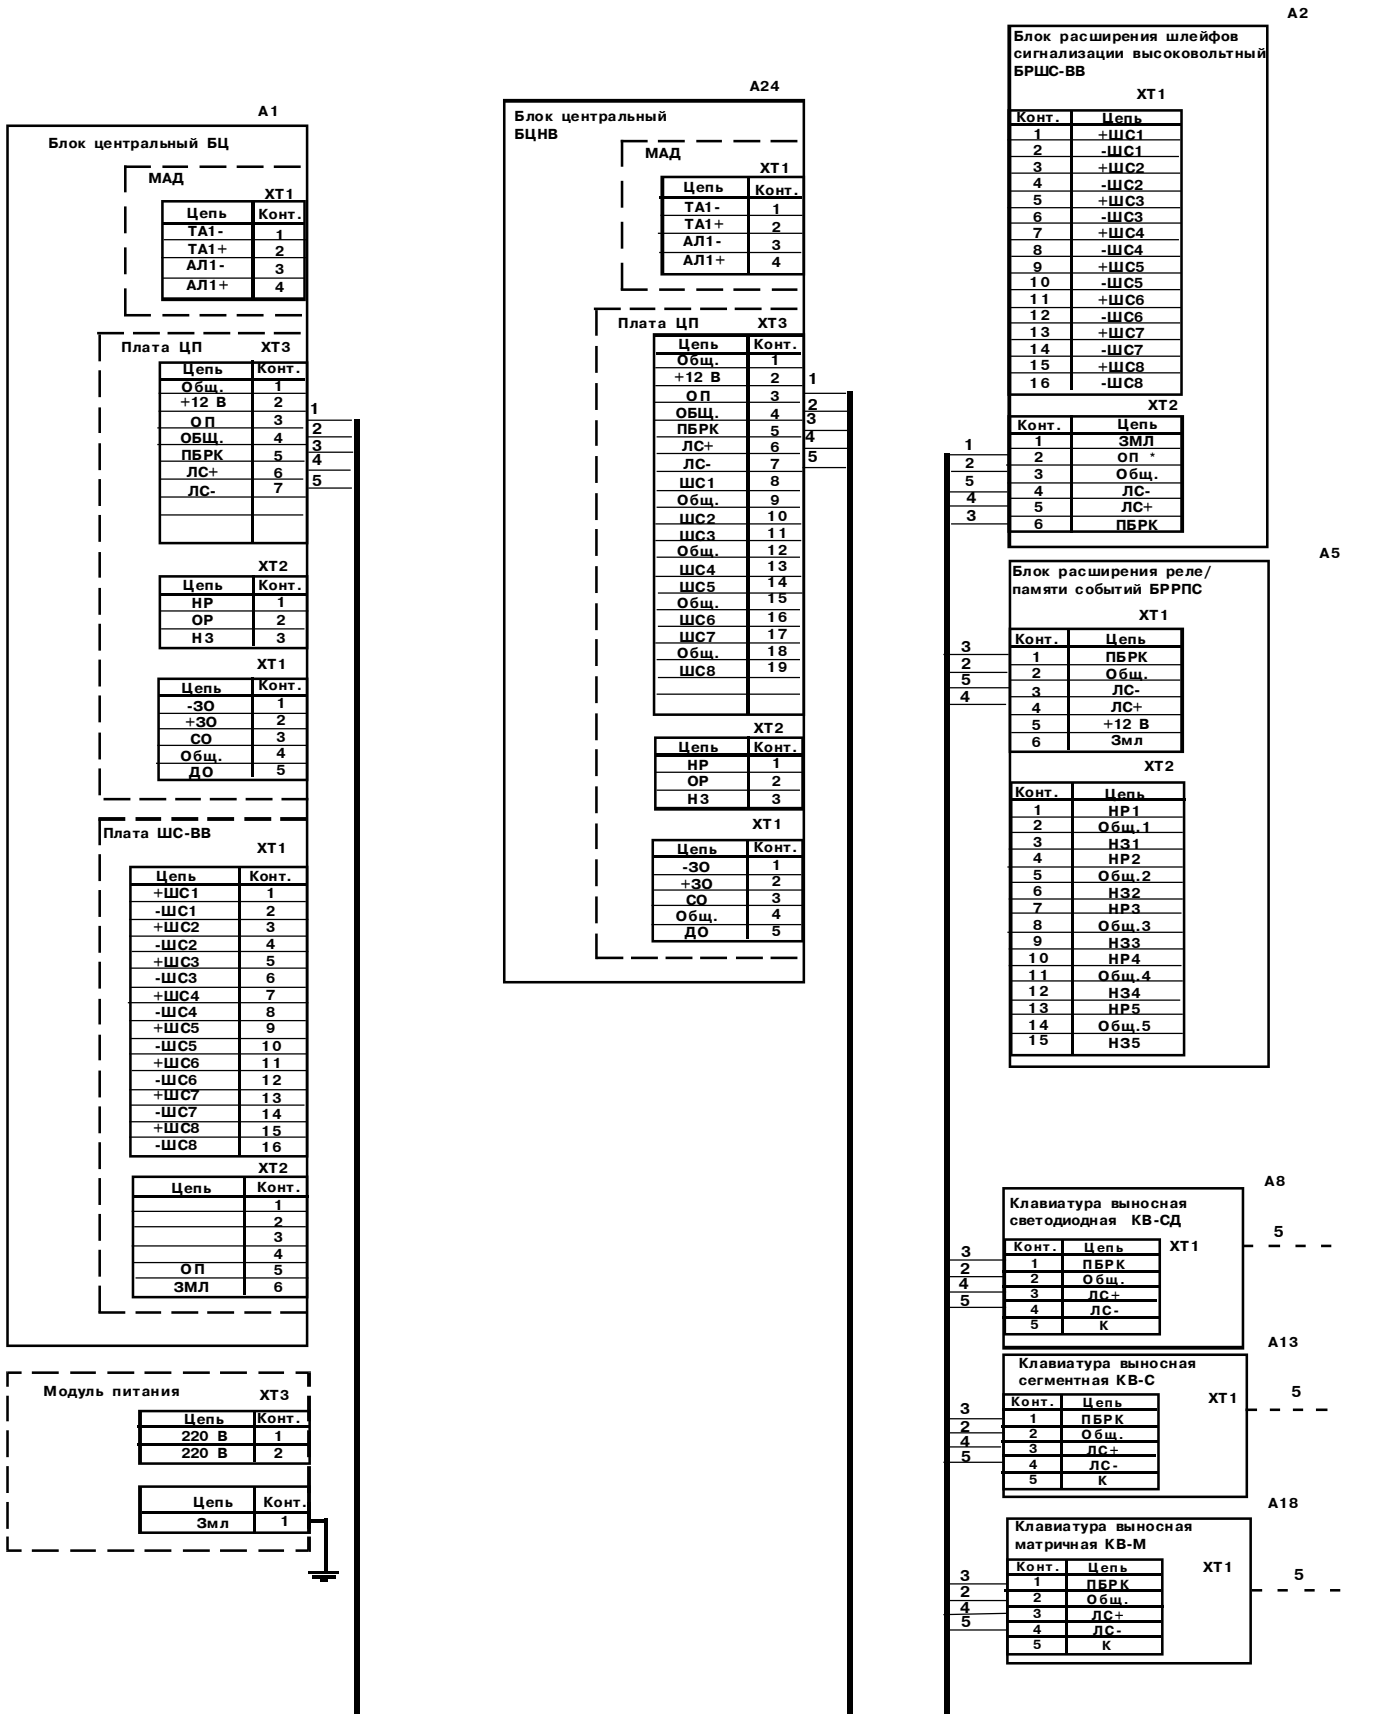 А1
Блок центральный БЦ
МАД
XT1
Цепь Конт.
ТА1- 1
ТА1+ 2
АЛ1- 3
АЛ1+ 4
Плата ЦП XT3
Цепь Конт.
Общ. 1
+12 В 2
ОП 3
ОБЩ. 4
ПБРК 5
ЛС+ 6
ЛС- 7
1
2
3
4
5
XT2
Цепь Конт.
НР 1
ОР 2
НЗ 3
XT1
Цепь Конт.
-ЗО 1
+ЗО 2
СО 3
Общ. 4
ДО 5
Плата ШС-ВВ
XT1
Цепь Конт.
+ШС1 1
-ШС1 2
+ШС2 3
-ШС2 4
+ШС3 5
-ШС3 6
+ШС4 7
-ШС4 8
+ШС5 9
-ШС5 10
+ШС6 11
-ШС6 12
+ШС7 13
-ШС7 14
+ШС8 15
-ШС8 16
XT2
Цепь Конт.
1
2
3
4
ОП 5
ЗМЛ 6
Модуль питания XT3
Цепь Конт.
220 В 1
220 В 2
Цепь Конт.
Змл 1
А24
Блок центральный
БЦНВ
МАД
XT1
Цепь Конт.
ТА1- 1
ТА1+ 2
АЛ1- 3
АЛ1+ 4
Плата ЦП XT3
Цепь Конт.
Общ. 1
+12 В 2
ОП 3
ОБЩ. 4
ПБРК 5
ЛС+ 6
ЛС- 7
ШС1 8
Общ. 9
ШС2 10
ШС3 11
Общ. 12
ШС4 13
ШС5 14
Общ. 15
ШС6 16
ШС7 17
Общ. 18
ШС8 19
1
2
3
4
5
XT2
Цепь Конт.
НР 1
ОР 2
НЗ 3
XT1
Цепь Конт.
-ЗО 1
+ЗО 2
СО 3
Общ. 4
ДО 5
А2
Блок расширения шлейфов
сигнализации высоковольтный
БРШС-ВВ
XT1
Конт. Цепь
1 +ШС1
2 -ШС1
3 +ШС2
4 -ШС2
5 +ШС3
6 -ШС3
7 +ШС4
8 -ШС4
9 +ШС5
10 -ШС5
11 +ШС6
12 -ШС6
13 +ШС7
14 -ШС7
15 +ШС8
16 -ШС8
XT2
Конт. Цепь
1 ЗМЛ
2 ОП *
3 Общ.
4 ЛС-
5 ЛС+
6 ПБРК
1
2
5
4
3
А5
Блок расширения реле/
памяти событий БРРПС
XT1
Конт. Цепь
1 ПБРК
2 Общ.
3 ЛС-
4 ЛС+
5 +12 В
6 Змл
3
2
5
4
XT2
Конт. Цепь
1 НР1
2 Общ.1
3 НЗ1
4 НР2
5 Общ.2
6 НЗ2
7 НР3
8 Общ.3
9 НЗ3
10 НР4
11 Общ.4
12 НЗ4
13 НР5
14 Общ.5
15 НЗ5
А8
Клавиатура выносная
светодиодная КВ-СД
XT1
5
Конт. Цепь
1 ПБРК
2 Общ.
3 ЛС+
4 ЛС-
5 К
3
2
4
5
А13
Клавиатура выносная
сегментная КВ-С
XT1
5
Конт. Цепь
1 ПБРК
2 Общ.
3 ЛС+
4 ЛС-
5 К
3
2
4
5
А18
Клавиатура выносная
матричная КВ-М
XT1
5
Конт. Цепь
1 ПБРК
2 Общ.
3 ЛС+
4 ЛС-
5 К
3
2
4
5